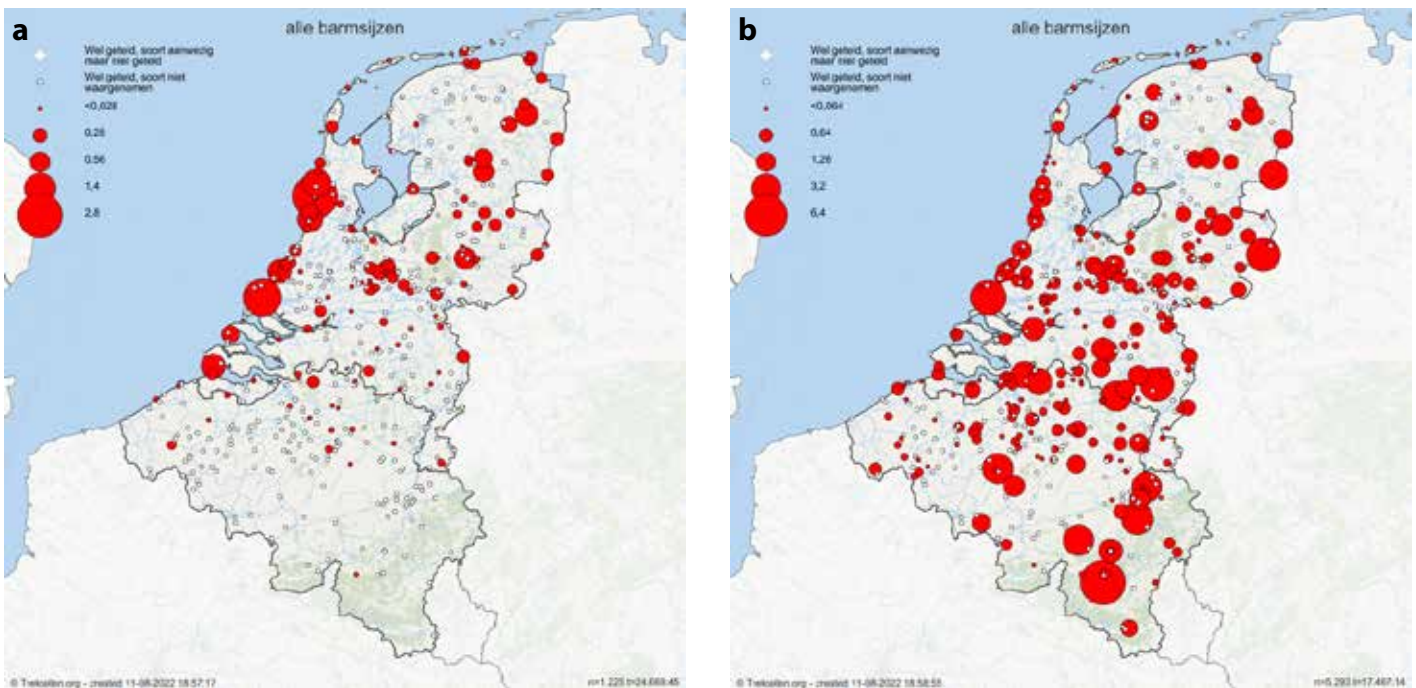 a
alle barmsijzen
Wel geteld, soort aanwezig
maar niet geteld
Wel geteld, soort niet
waargenomen
<0,028
0,28
0,56
1,4
2,8
© Trektellen.org - created 11-08-2022 18:57:17
b
alle barmsijzen
Wel geteld, soort aanwezig
maar niet geteld
Wel geteld, soort niet
waargenomen
<0,064
0,64
1,28
3,2
6,4
© Trektellen.org - created 11-08-2022